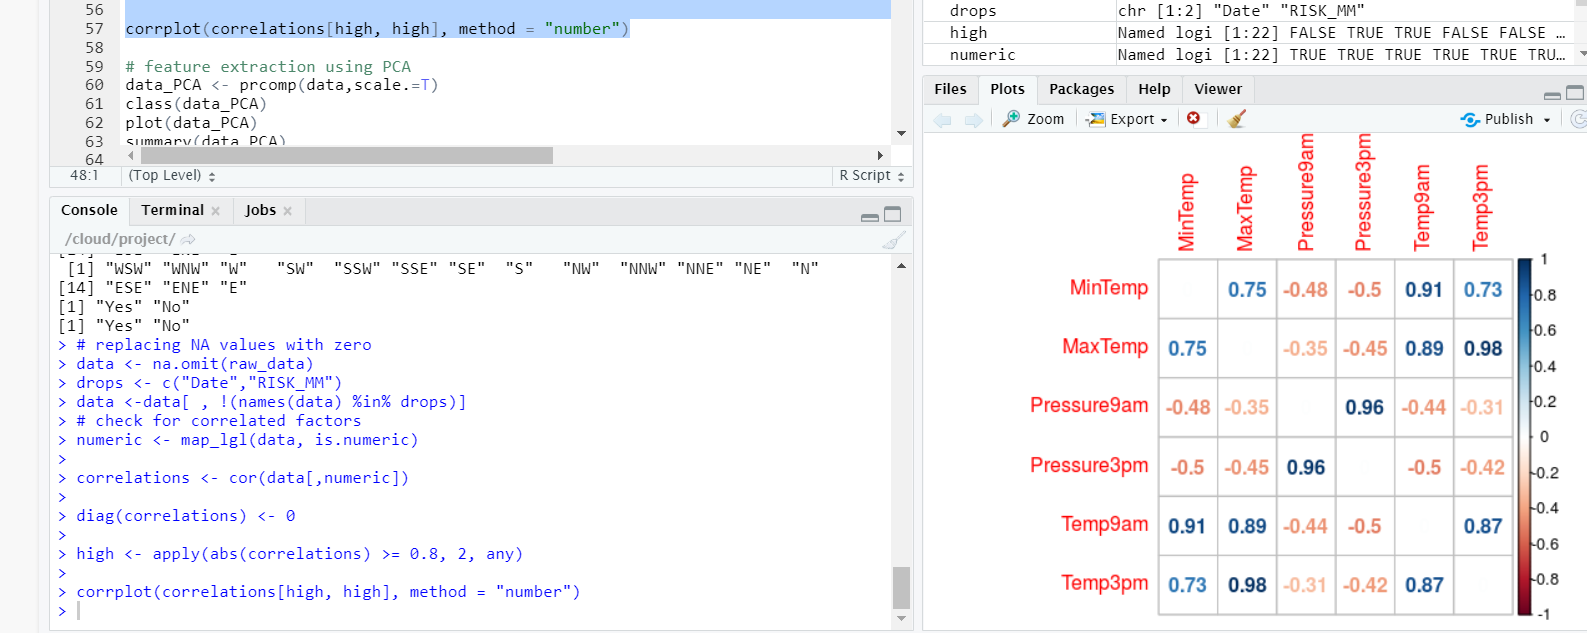 56
57 corrplot(correlations[high, high], method = "number")
58
59 # feature extraction using PCA
60 data_PCA <- prcomp(data,scale.=T)
61 class(data_PCA)
62 plot(data_PCA)
63 summary(data_PCA)
64
48:1 (Top Level) R Script
Console Terminal Jobs
/cloud/project/
[1] "WSW" "WNW" "W" "SW" "SSW" "SSE" "SE" "S" "NW" "NNW" "NNE" "NE" "N"
[14] "ESE" "ENE" "E"
[1] "Yes" "No"
[1] "Yes" "No"
> # replacing NA values with zero
> data <- na.omit(raw_data)
> drops <- c("Date","RISK_MM")
> data <-data[ , !(names(data) %in% drops)]
> # check for correlated factors
> numeric <- map_lgl(data, is.numeric)
>
> correlations <- cor(data[,numeric])
>
> diag(correlations) <- 0
>
> high <- apply(abs(correlations) >= 0.8, 2, any)
>
> corrplot(correlations[high, high], method = "number")
>
drops chr [1:2] "Date" "RISK_MM"
high Named logi [1:22] FALSE TRUE TRUE FALSE FALSE …
numeric Named logi [1:22] TRUE TRUE TRUE TRUE TRUE TRU…
Files Plots Packages Help Viewer
Zoom Export Publish
MinTemp MaxTemp Pressure9am Pressure3pm Temp9am Temp3pm
MinTemp 0.75 -0.48 -0.5 0.91 0.73
MaxTemp 0.75 -0.35 -0.45 0.89 0.98
Pressure9am -0.48 -0.35 0.96 -0.44 -0.31
Pressure3pm -0.5 -0.45 0.96 -0.5 -0.42
Temp9am 0.91 0.89 -0.44 -0.5 0.87
Temp3pm 0.73 0.98 -0.31 -0.42 0.87
1
0.8
0.6
0.4
0.2
0
-0.2
-0.4
-0.6
-0.8
-1